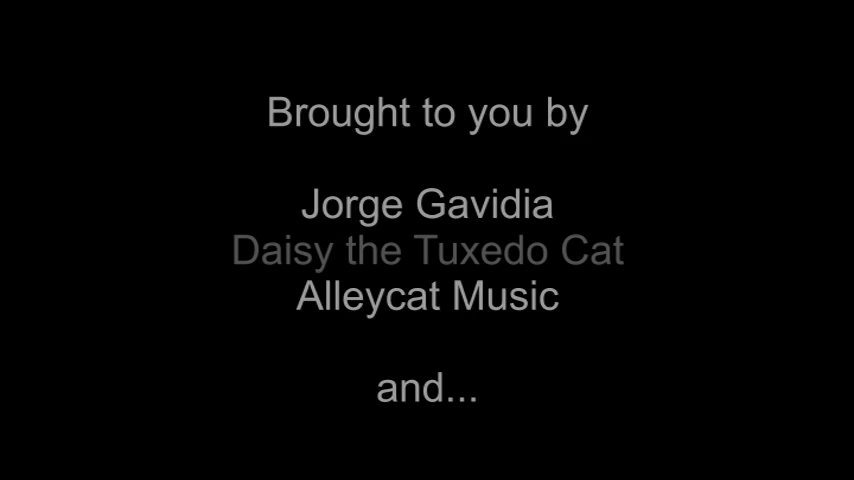 Brought to you by
Jorge Gavidia
Daisy the Tuxedo Cat
Alleycat Music
and...